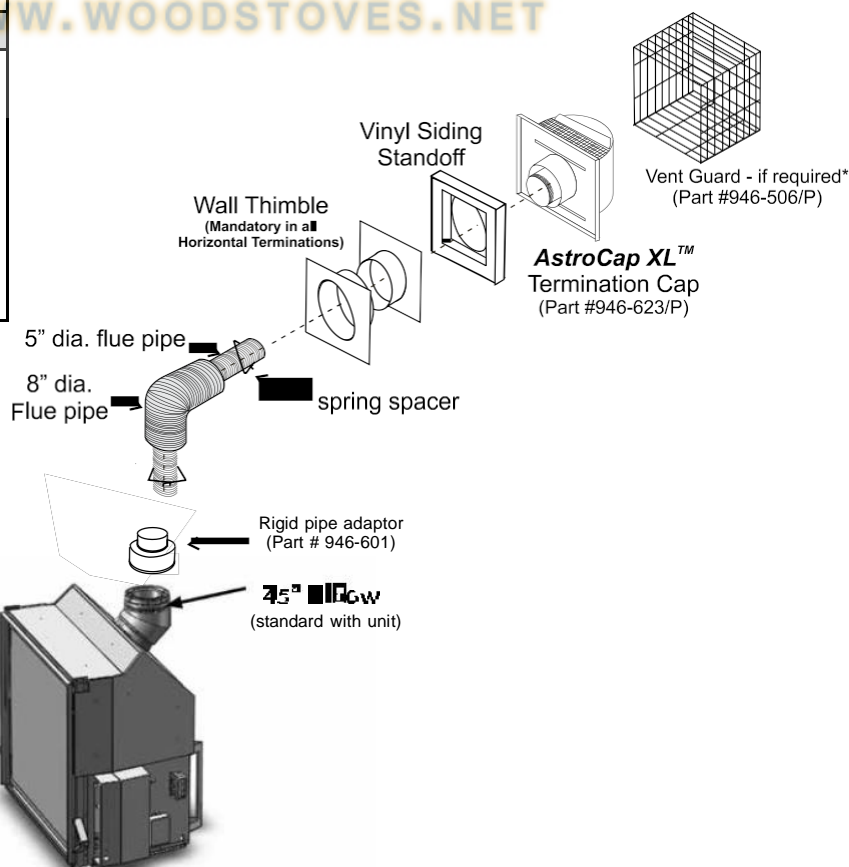 W.WOODSTOVES.NET
Vinyl Siding
Standoff
Vent Guard - if required*
(Part #946-506/P)
Wall Thimble
(Mandatory in all
Horizontal Terminations)
AstroCap XL™
Termination Cap
(Part #946-623/P)
5” dia. flue pipe
8” dia.
Flue pipe
spring spacer
Rigid pipe adaptor
(Part # 946-601)
(standard with unit)